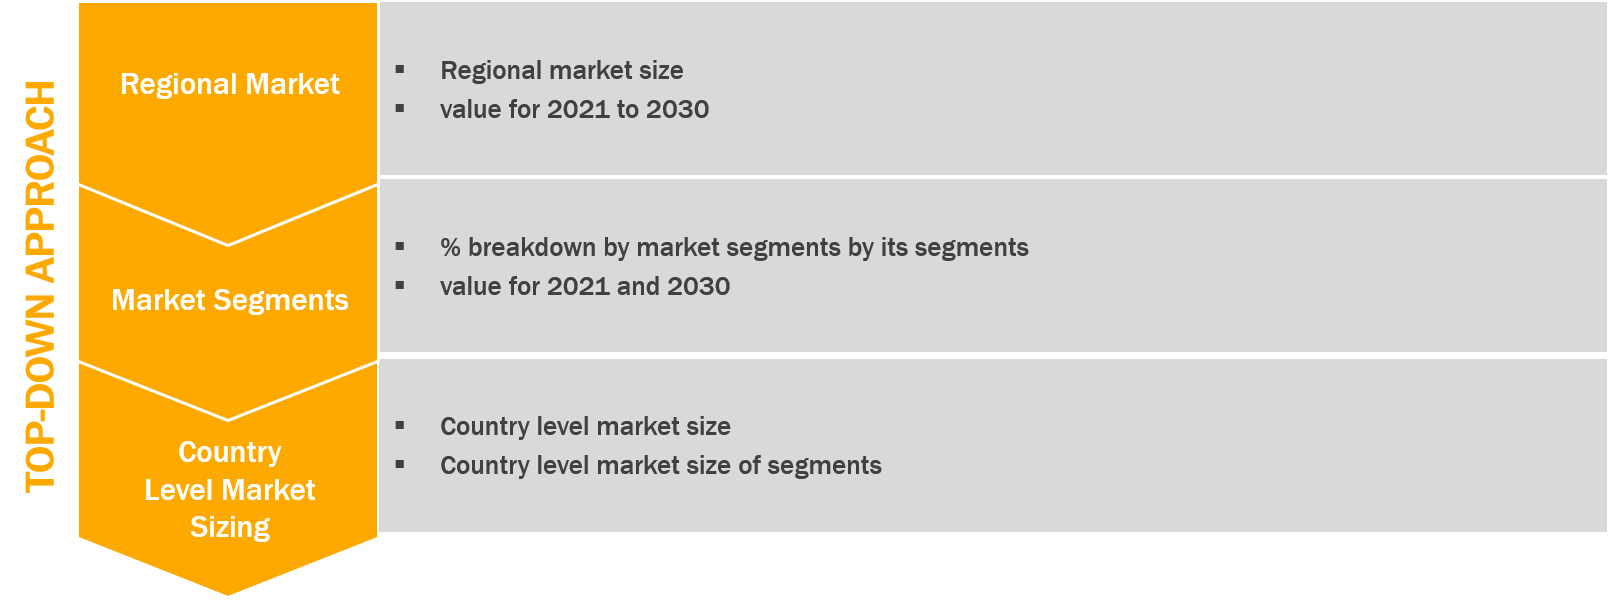 TOP-DOWN APPROACH
Regional Market
▪ Regional market size
▪ value for 2021 to 2030
Market Segments
▪ % breakdown by market segments by its segments
▪ value for 2021 and 2030
Country
Level Market
Sizing
▪ Country level market size
▪ Country level market size of segments